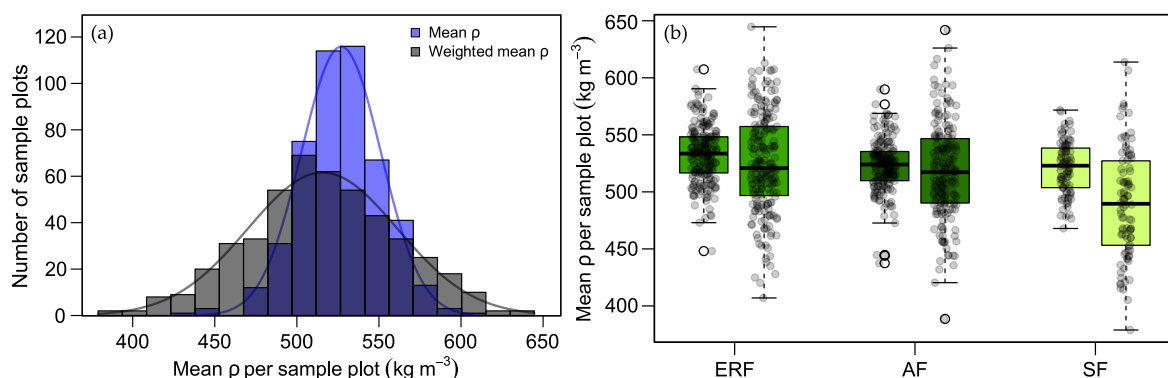 (a)
Mean ρ
Weighted mean ρ
Number of sample plots
120
100
80
60
40
20
0
400 450 500 550 600 650
Mean ρ per sample plot (kg m⁻³)
(b)
Mean ρ per sample plot (kg m⁻³)
650
600
550
500
450
400
ERF AF SF